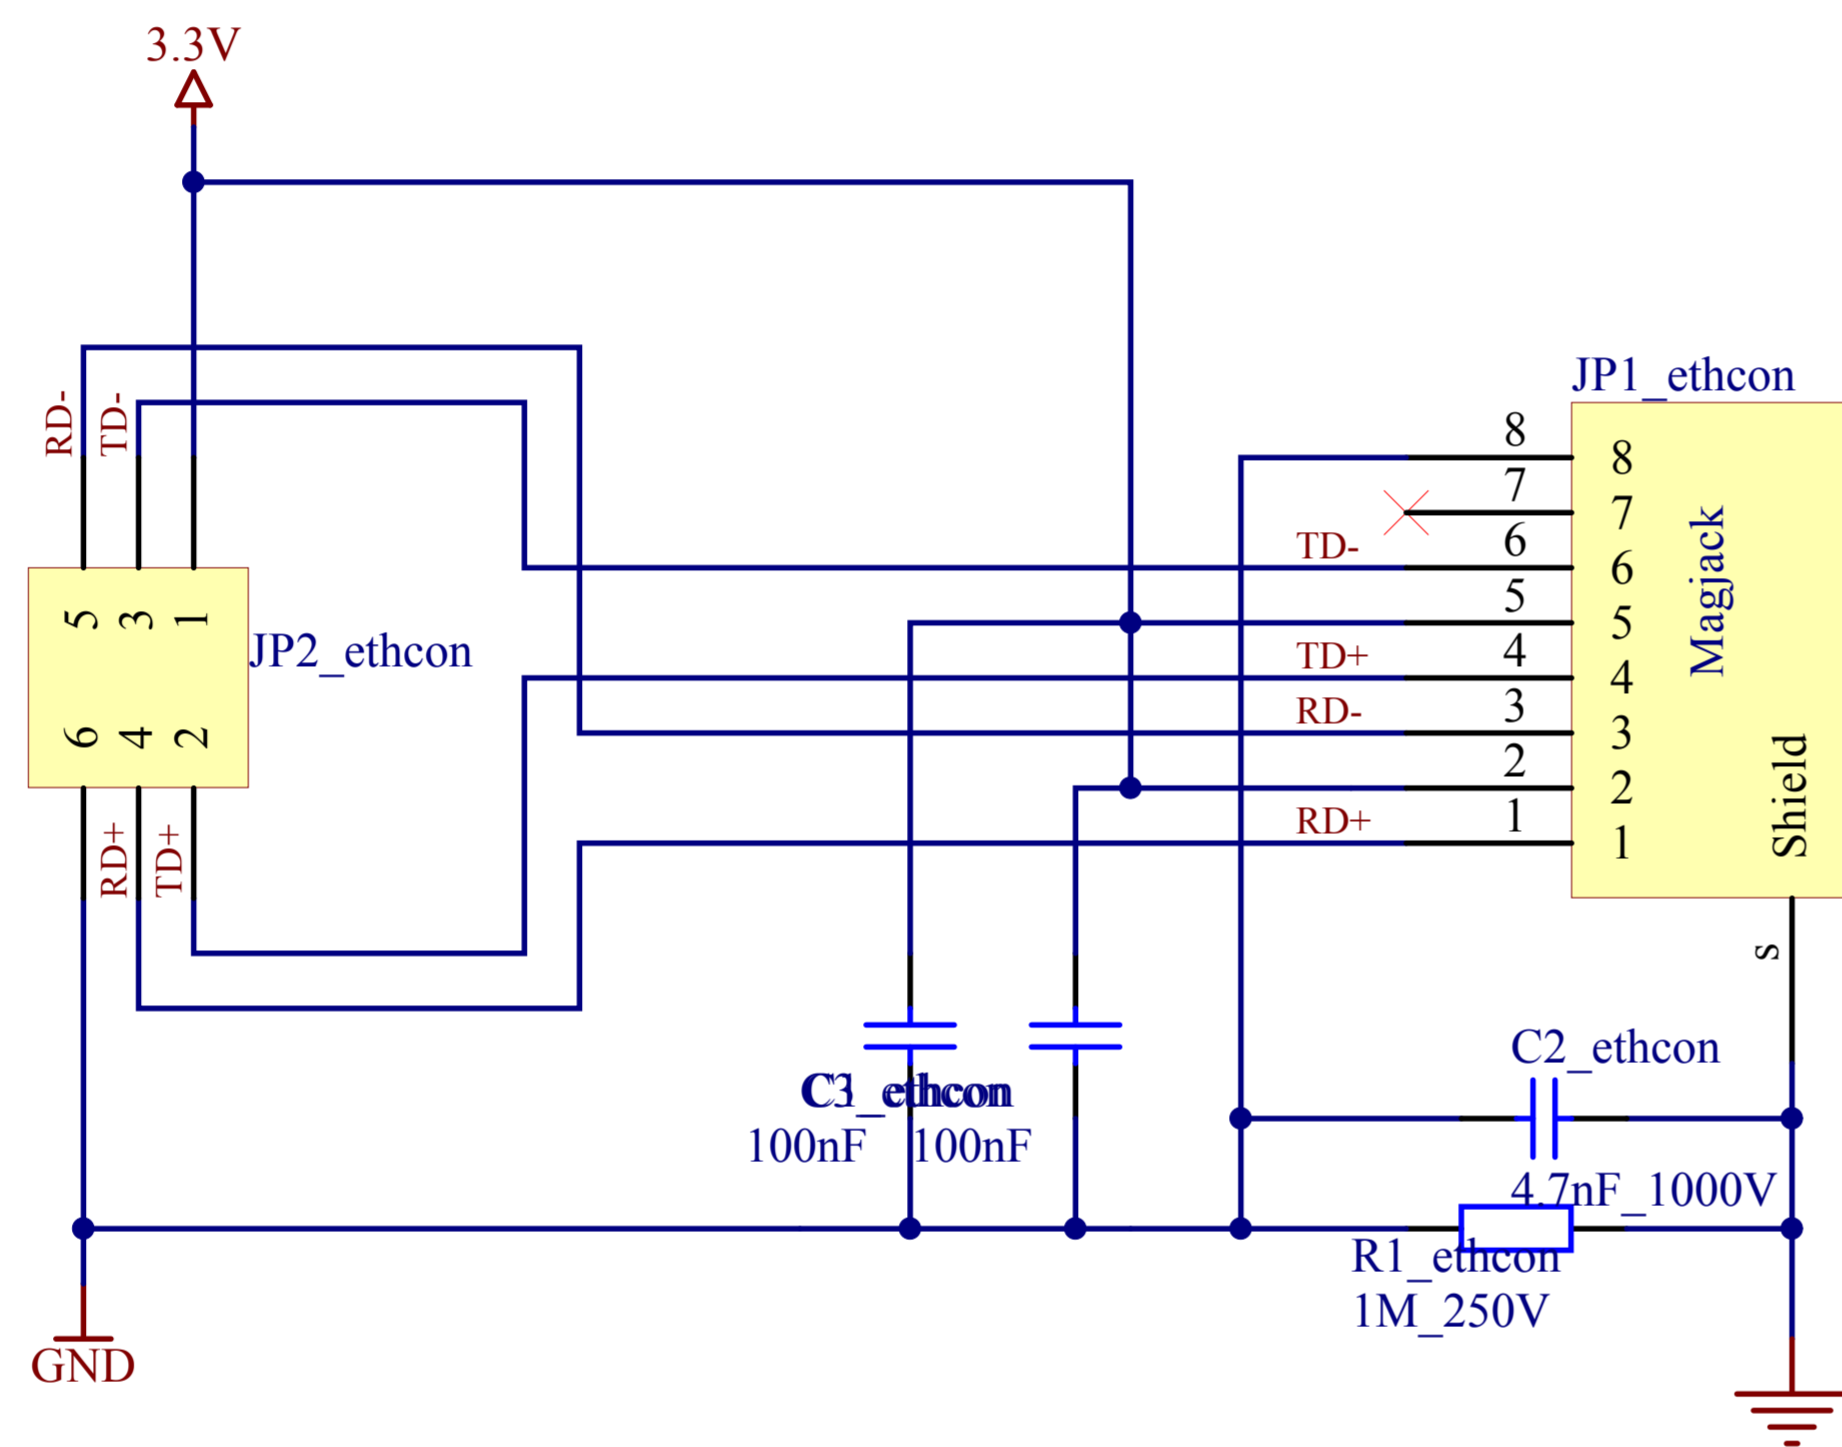 3.3V
JP1_ethcon
RD-
TD-
8
8
7
7
TD-
6
6
5
5
TD+
4
4
RD-
3
3
2
2
RD+
1
1
Magjack
Shield
5
3
1
JP2_ethcon
6
4
2
RD+
TD+
s
C2_ethcon
4.7nF_1000V
C3_ethcon
C1_ethcon
100nF
100nF
R1_ethcon
1M_250V
GND